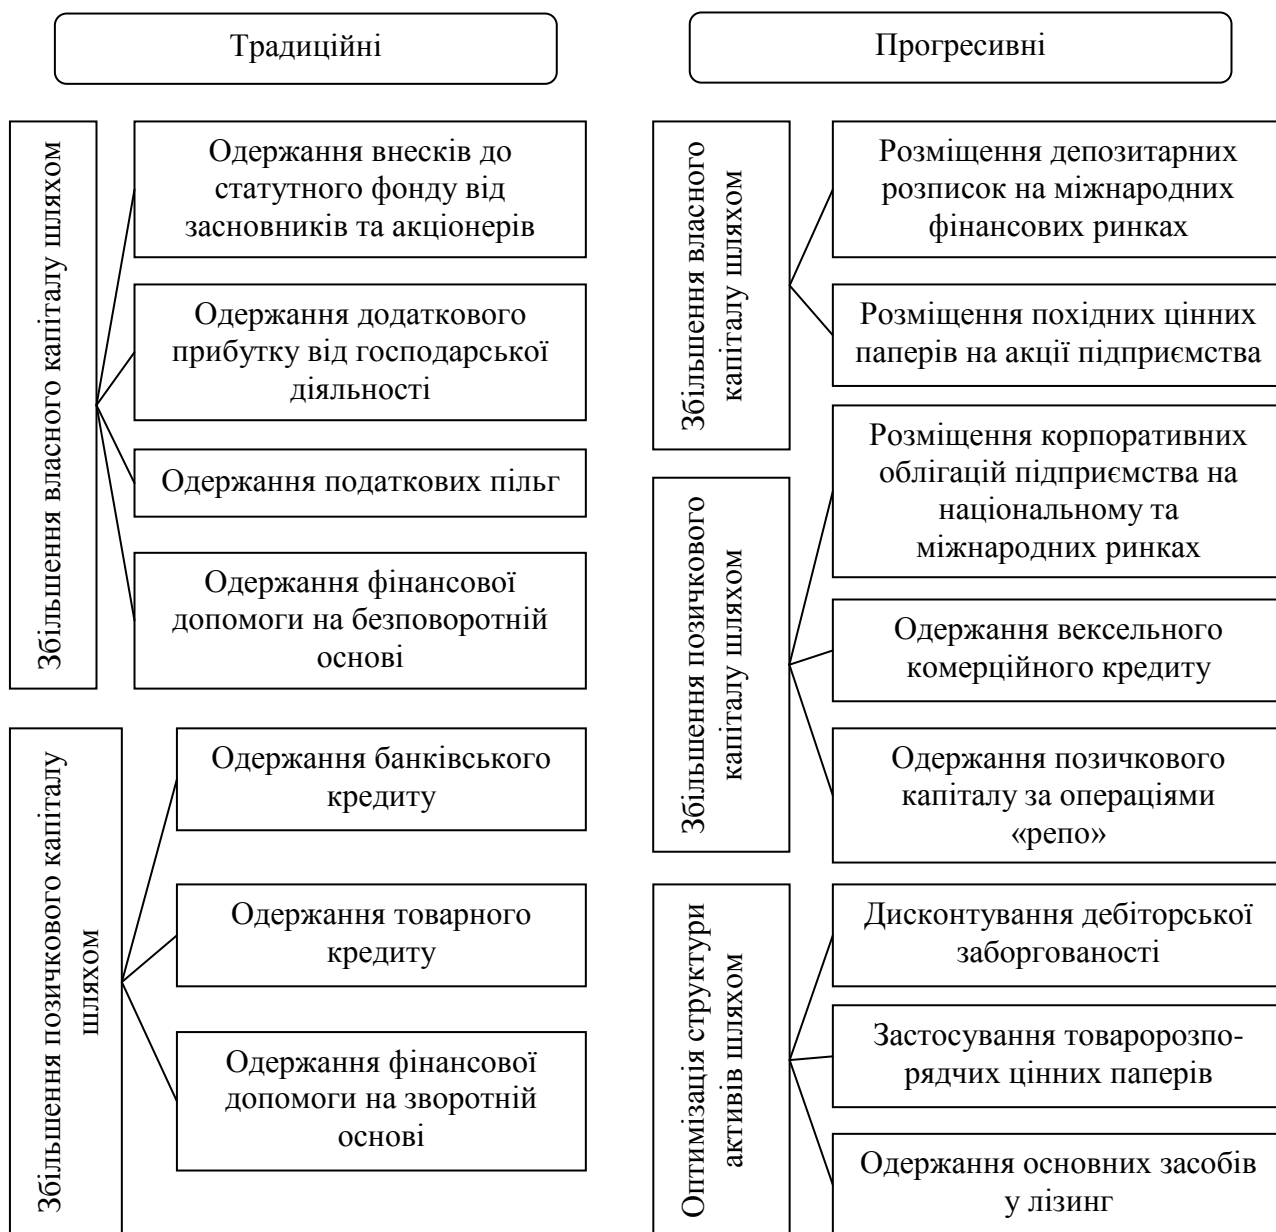 Традиційні
Збільшення власного капіталу шляхом
Одержання внесків до
статутного фонду від
засновників та акціонерів
Одержання додаткового
прибутку від господарської
діяльності
Одержання податкових пільг
Одержання фінансової
допомоги на безповоротній
основі
Збільшення позичкового капіталу
шляхом
Одержання банківського
кредиту
Одержання товарного
кредиту
Одержання фінансової
допомоги на зворотній
основі
Прогресивні
Збільшення власного
капіталу шляхом
Розміщення депозитарних
розписок на міжнародних
фінансових ринках
Розміщення похідних цінних
паперів на акції підприємства
Збільшення позичкового
капіталу шляхом
Розміщення корпоративних
облігацій підприємства на
національному та
міжнародних ринках
Одержання вексельного
комерційного кредиту
Одержання позичкового
капіталу за операціями
«репо»
Оптимізація структури
активів шляхом
Дисконтування дебіторської
заборгованості
Застосування товаророзпо-
рядчих цінних паперів
Одержання основних засобів
у лізинг